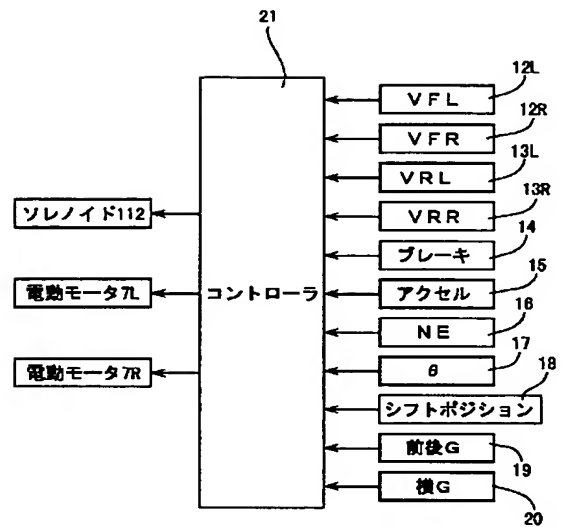 21
12L
VFL
12R
VFR
13L
VRL
13R
VRR
14
ブレーキ
15
アクセル
16
NE
17
θ
18
シフトポジション
前後G
19
横G
20
コントローラ
ソレノイド112
電動モータ7L
電動モータ7R